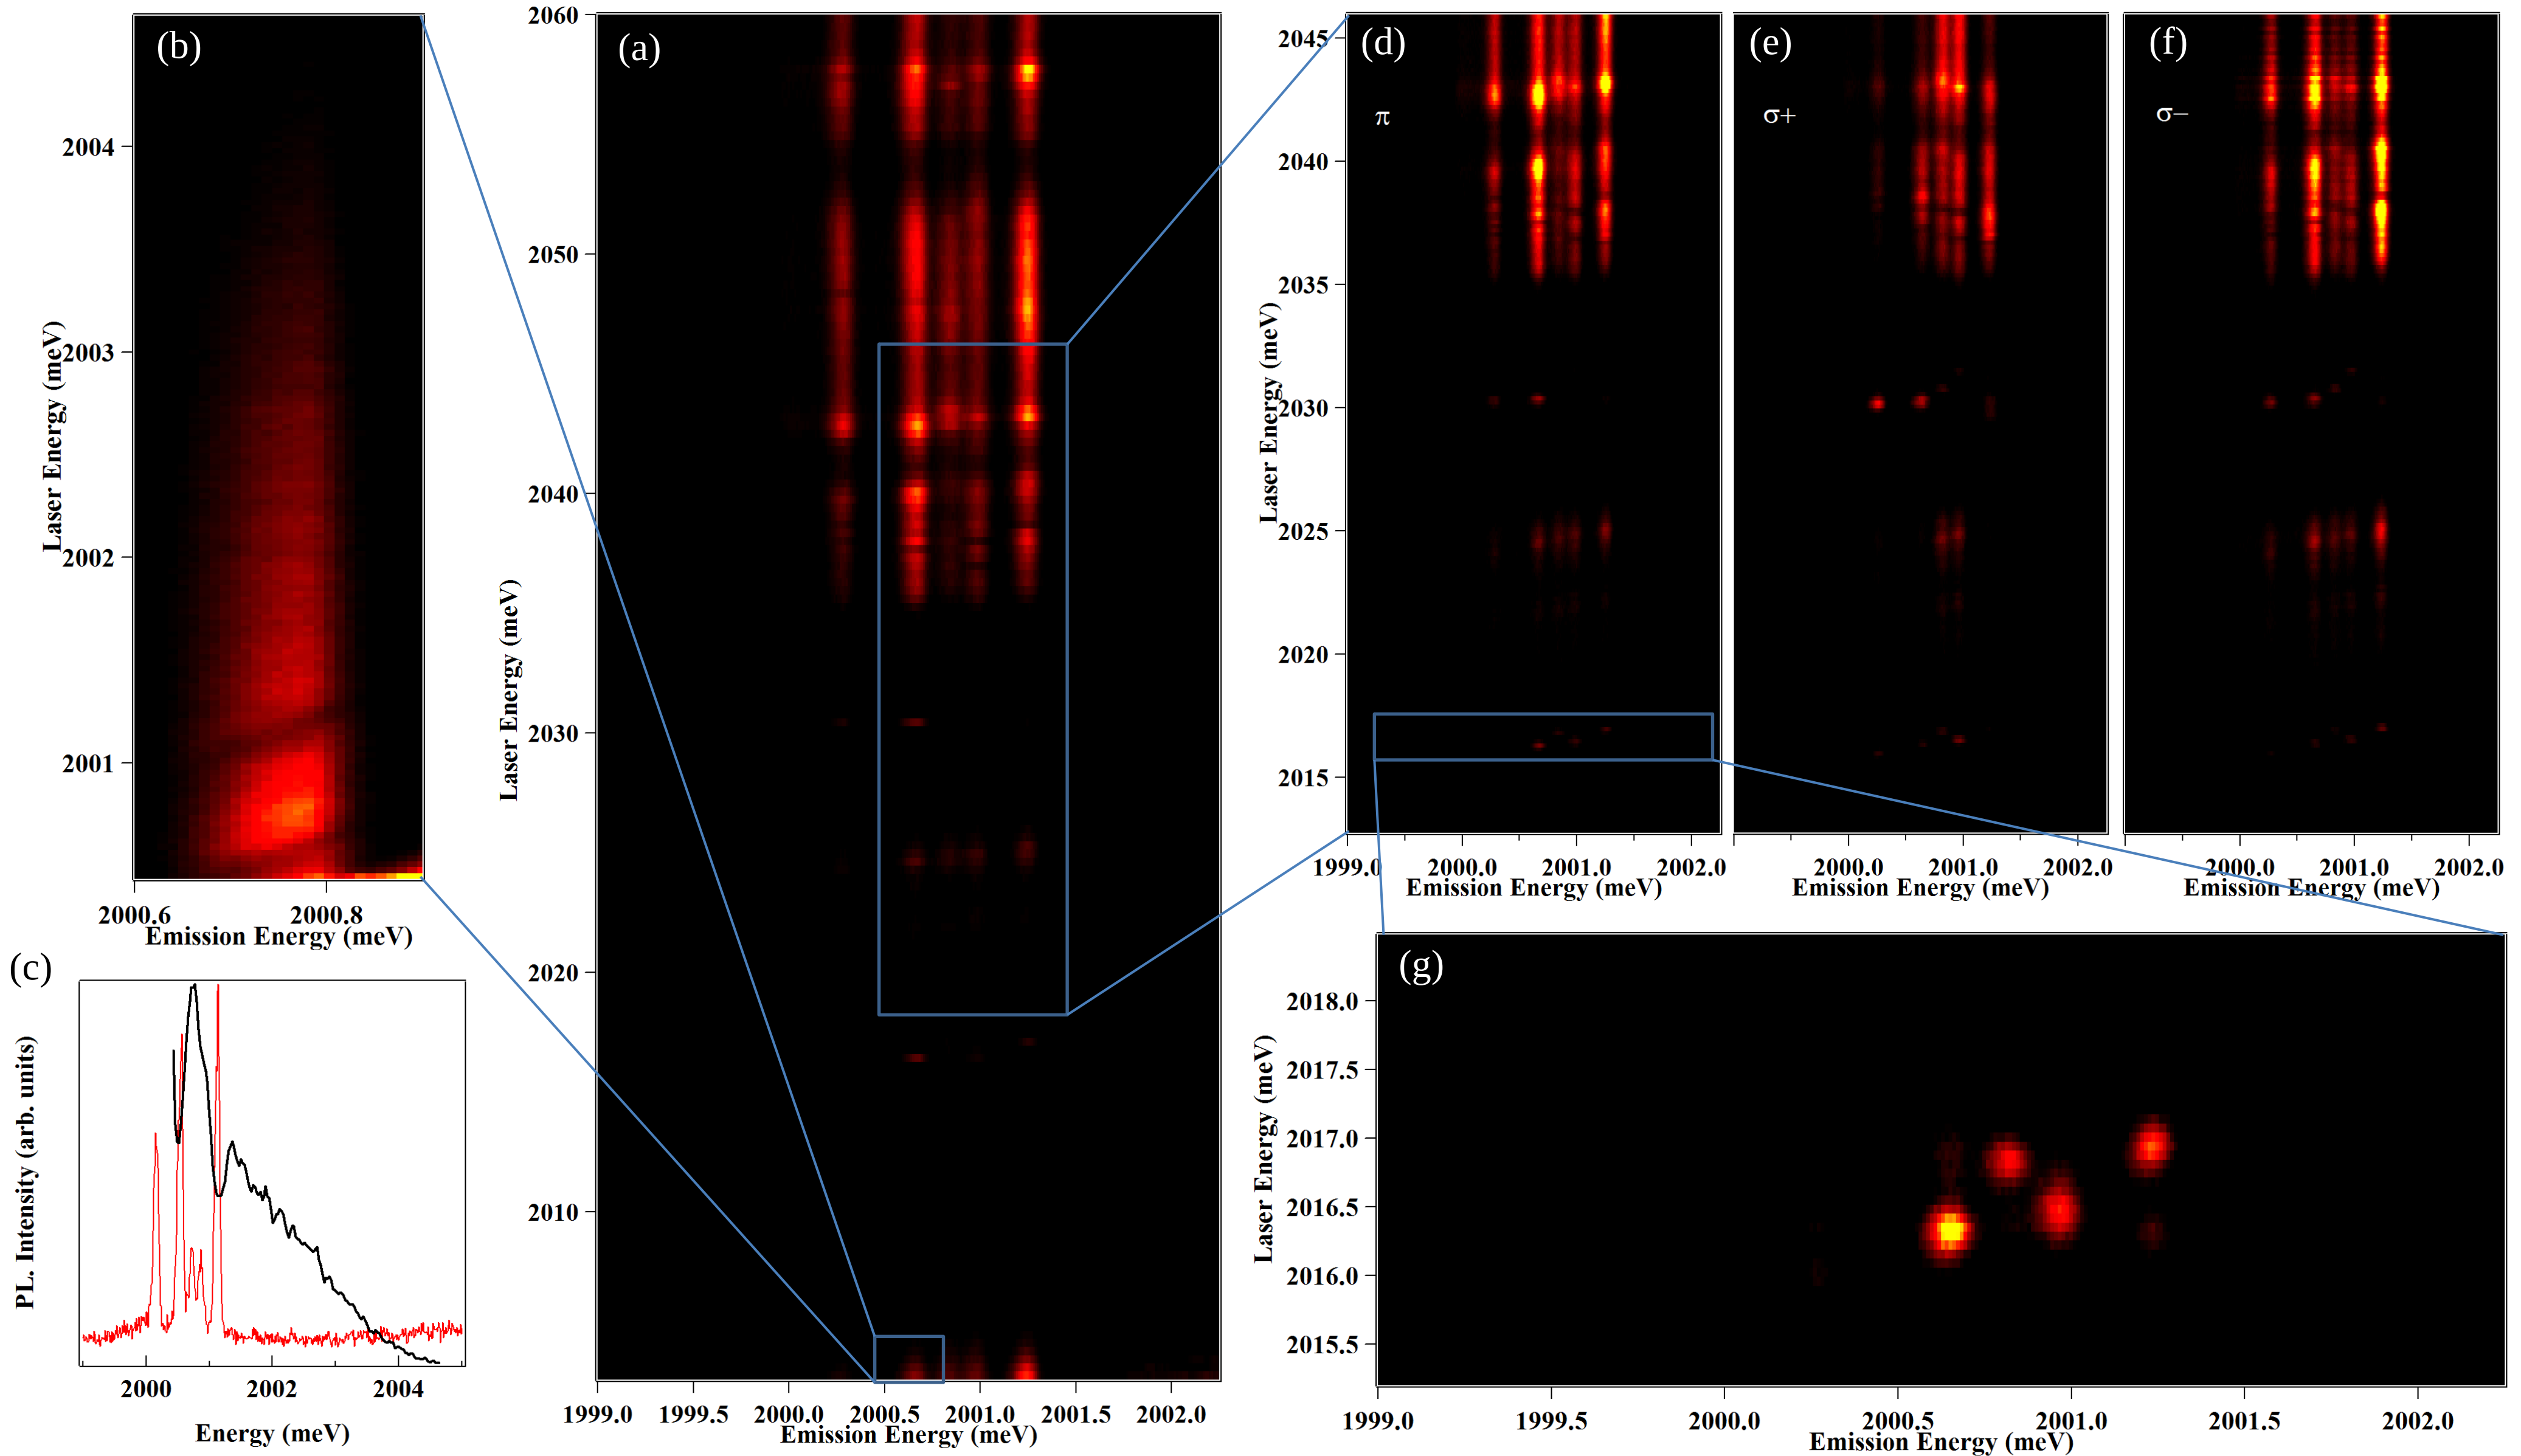 (b)
2004
2003
2002
2001
Laser Energy (meV)
2000.6 2000.8
Emission Energy (meV)
(c)
PL. Intensity (arb. units)
2000 2002 2004
Energy (meV)
(a)
2060
2050
2040
2030
2020
2010
Laser Energy (meV)
1999.0 1999.5 2000.0 2000.5 2001.0 2001.5 2002.0
Emission Energy (meV)
(d)
π
2045
2040
2035
2030
2025
2020
2015
Laser Energy (meV)
1999.0 2000.0 2001.0 2002.0
Emission Energy (meV)
(e)
σ+
2000.0 2001.0 2002.0
Emission Energy (meV)
(f)
σ−
2000.0 2001.0 2002.0
Emission Energy (meV)
(g)
2018.0
2017.5
2017.0
2016.5
2016.0
2015.5
Laser Energy (meV)
1999.0 1999.5 2000.0 2000.5 2001.0 2001.5 2002.0
Emission Energy (meV)